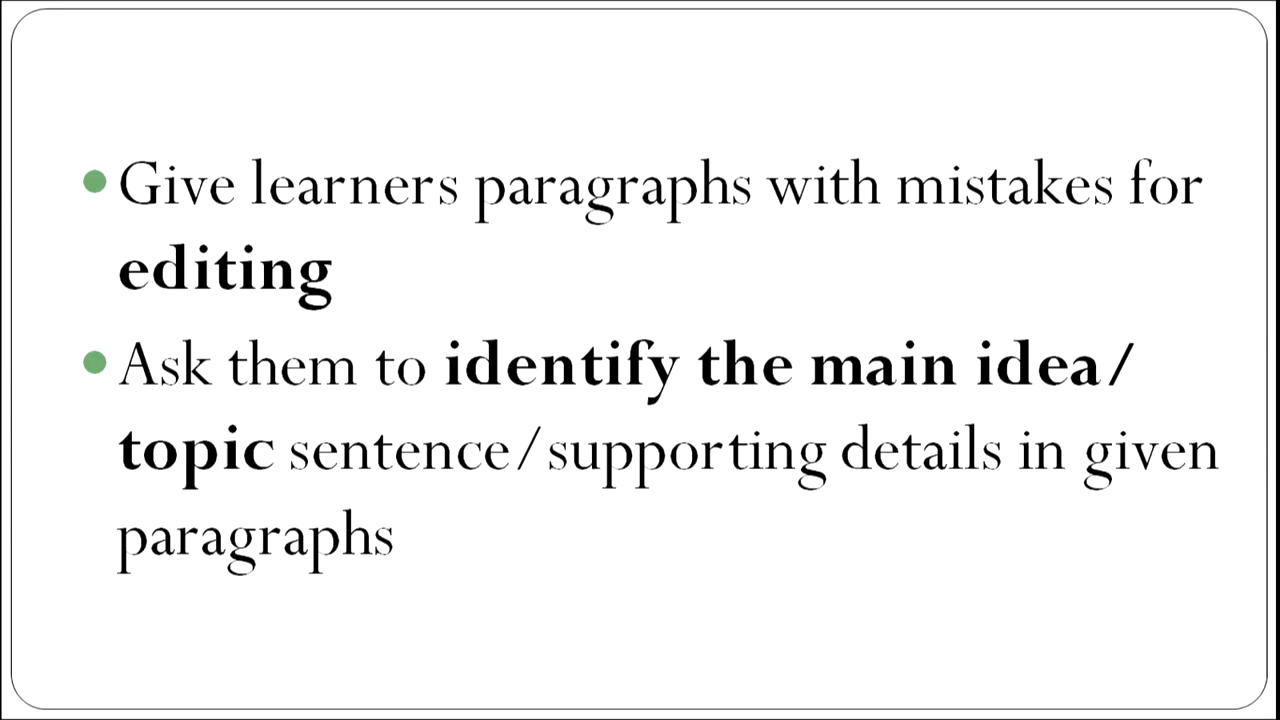 • Give learners paragraphs with mistakes for
editing
• Ask them to identify the main idea/
topic sentence/supporting details in given
paragraphs